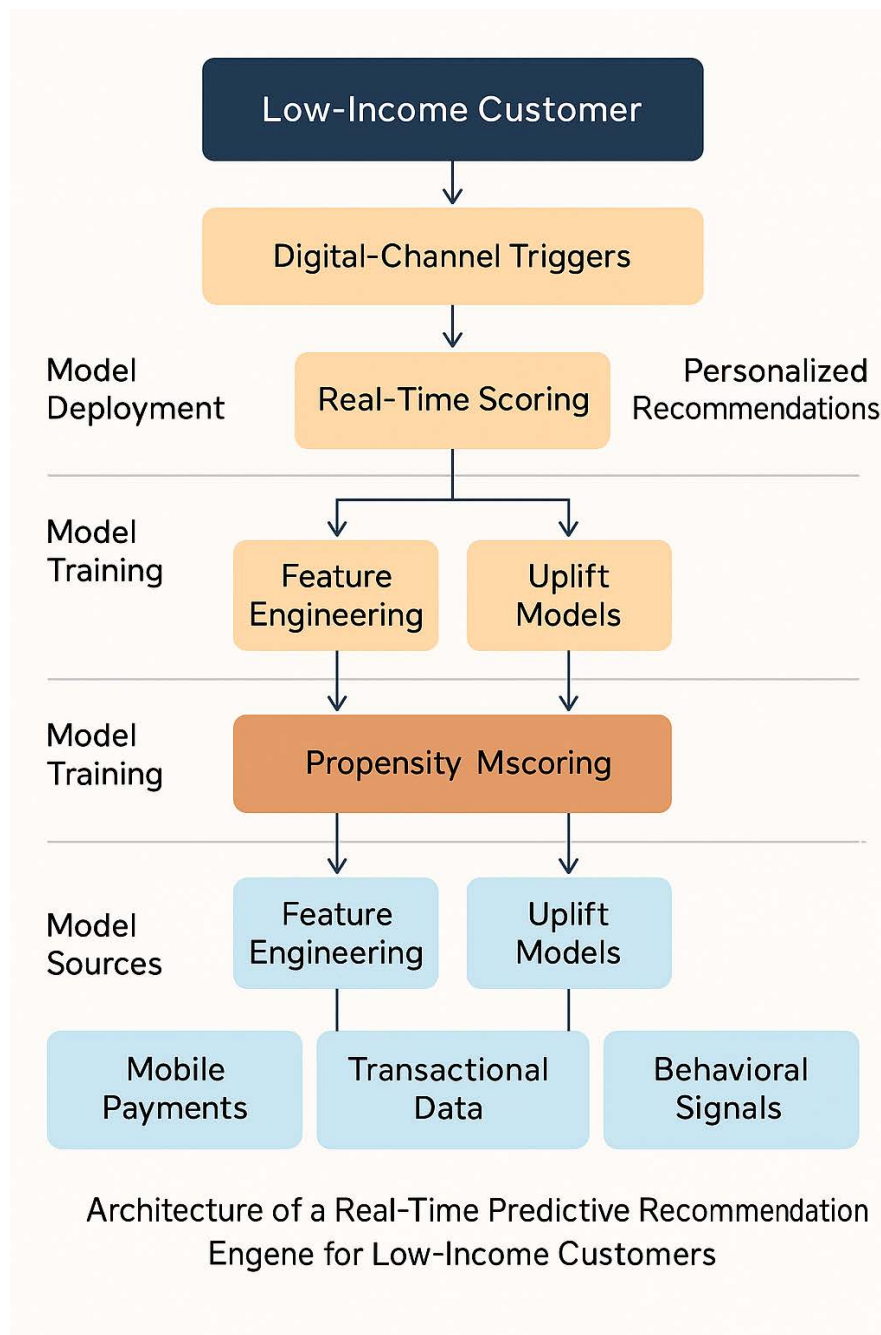 Low-Income Customer
Digital-Channel Triggers
Model
Deployment
Real-Time Scoring
Personalized
Recommendations
Model
Training
Feature
Engineering
Uplift
Models
Model
Training
Propensity Mscoring
Model
Sources
Feature
Engineering
Uplift
Models
Mobile
Payments
Transactional
Data
Behavioral
Signals
Architecture of a Real-Time Predictive Recommendation
Engene for Low-Income Customers